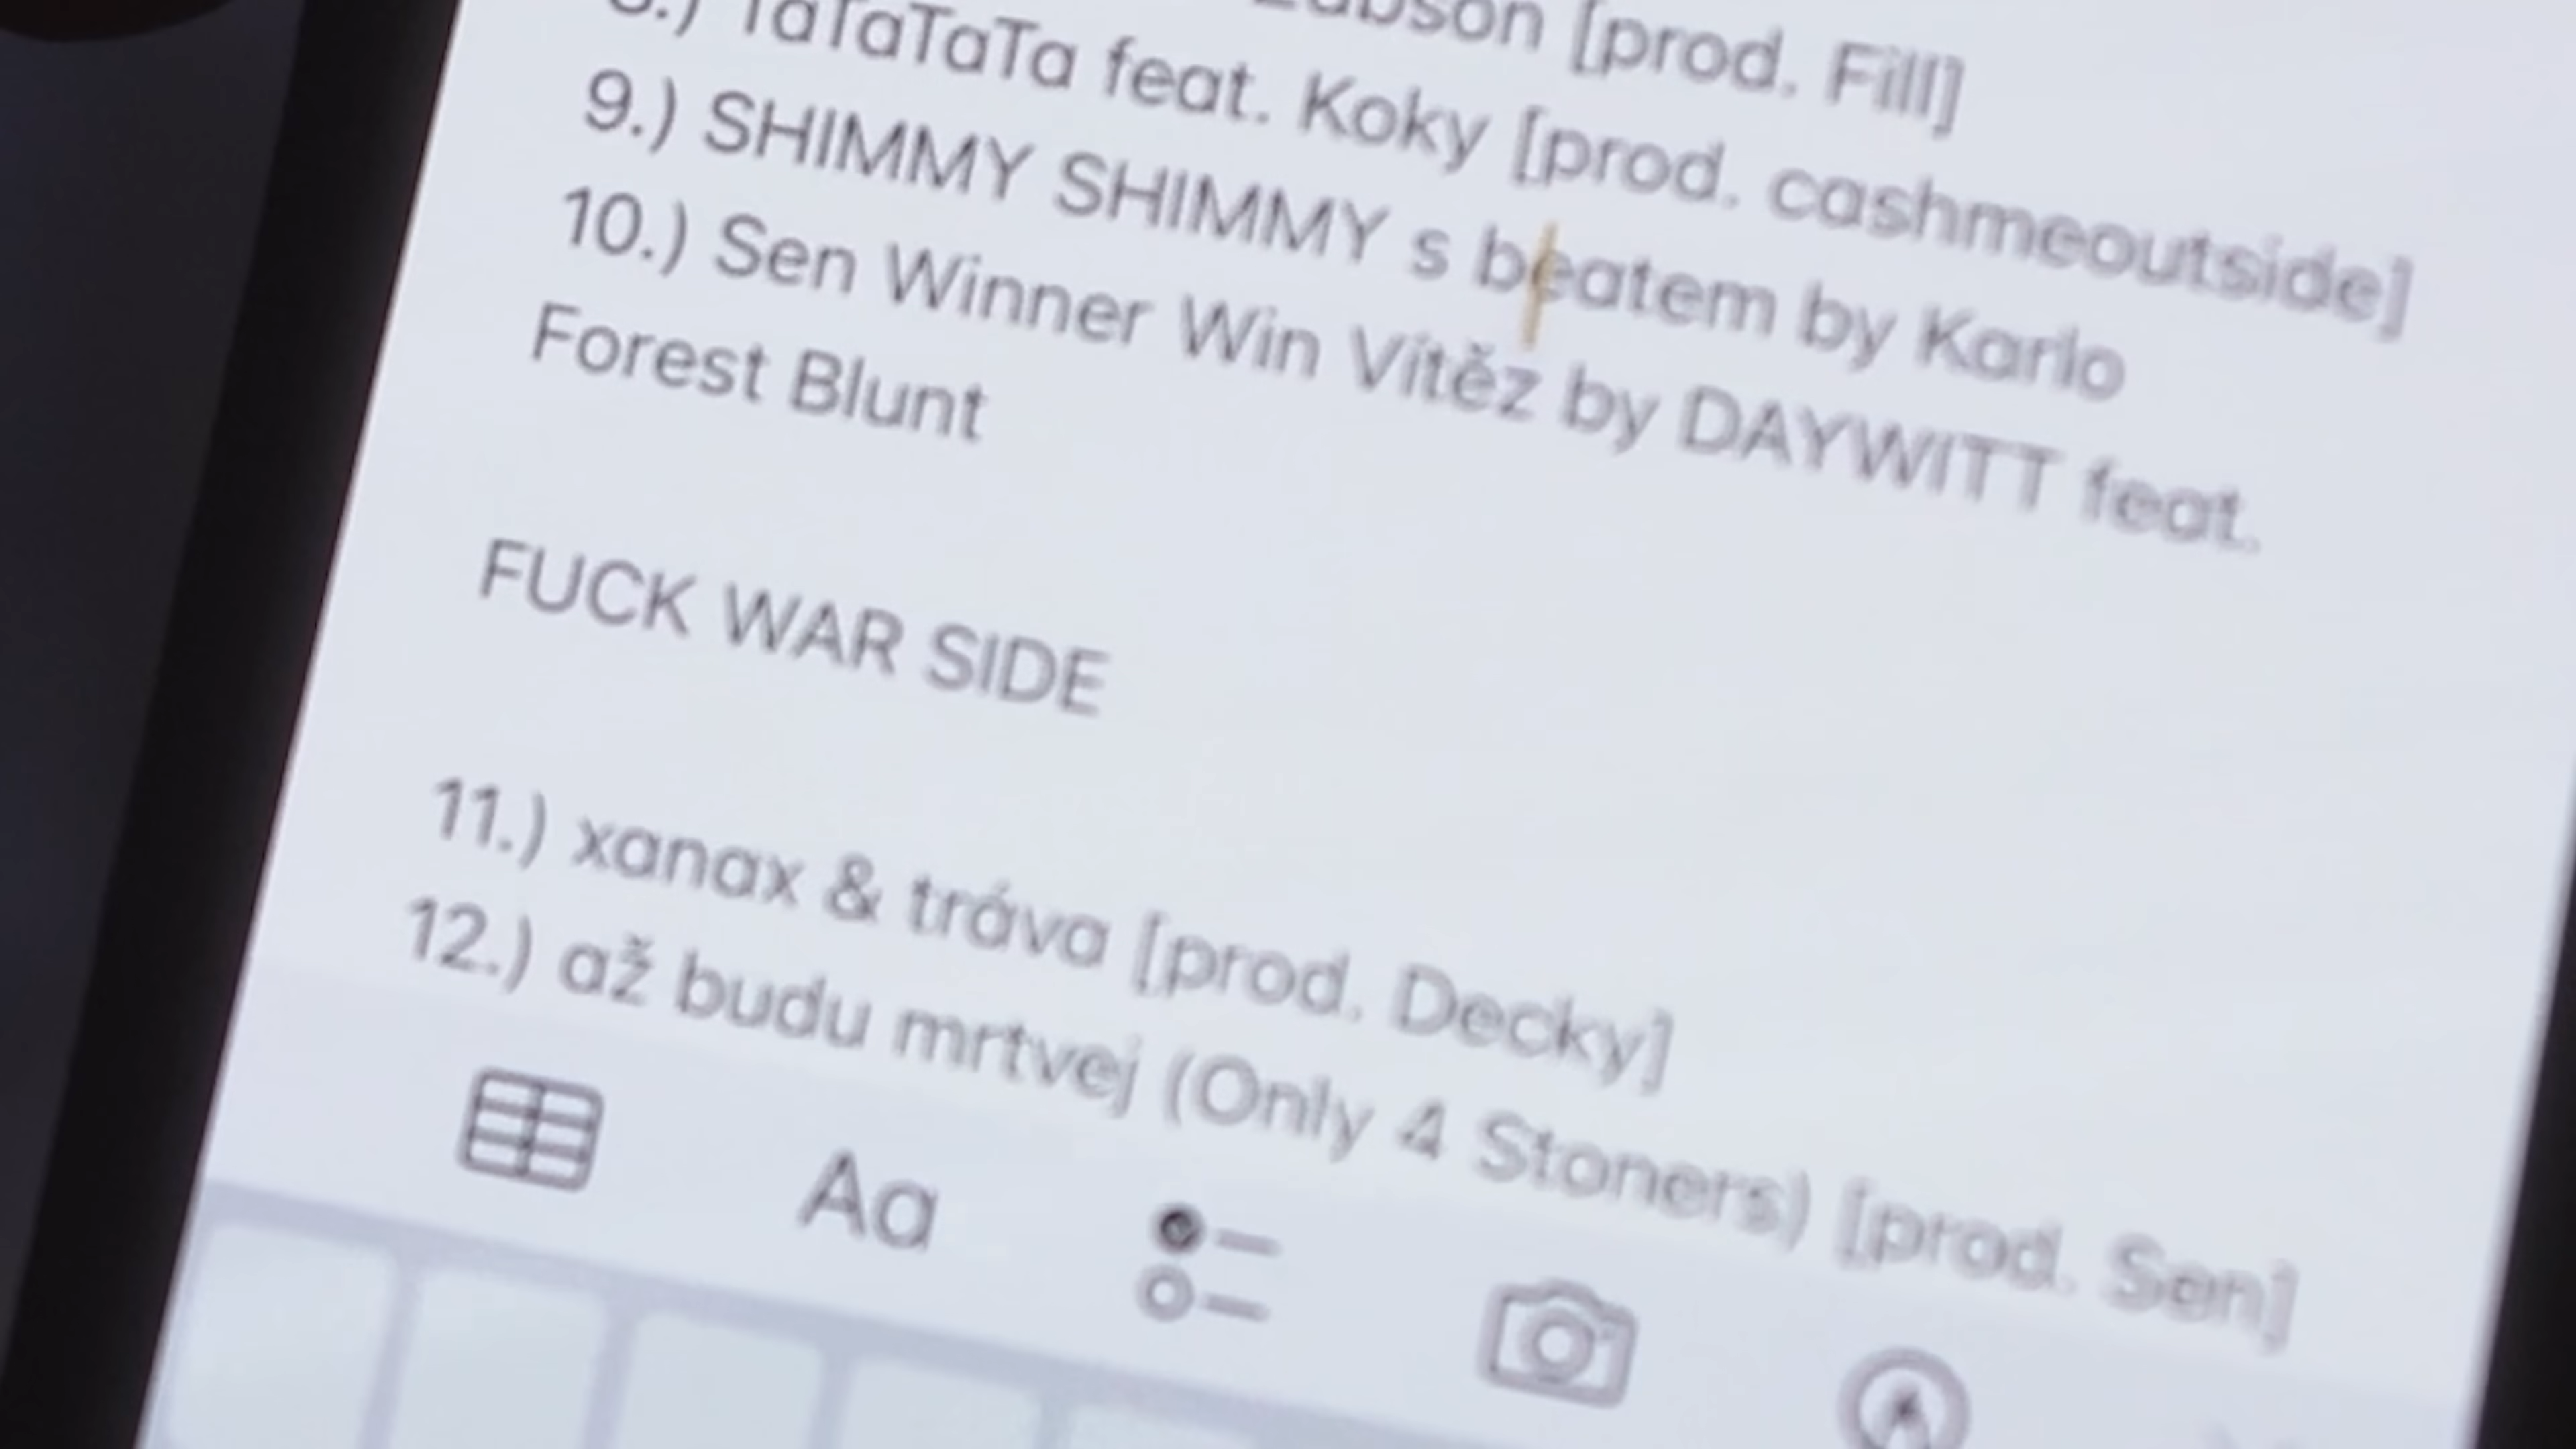 [prod. Fill]
TaTaTaTa feat. Koky [prod. cashmeoutside]
9.) SHIMMY SHIMMY s beatem by Karlo
10.) Sen Winner Win Vítěz by DAYWITT feat.
Forest Blunt
FUCK WAR SIDE
11.) xanax & tráva [prod. Decky]
12.) až budu mrtvej (Only 4 Stoners) [prod. Sen]
Aa